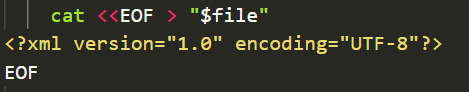 cat <<EOF > "$file"
<?xml version="1.0" encoding="UTF-8"?>
EOF